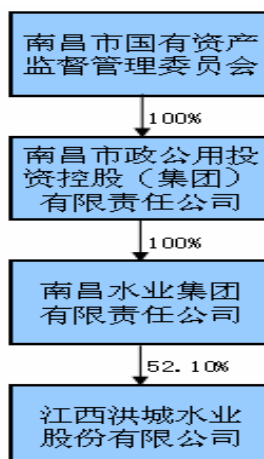 南昌市国有资产
监督管理委员会
100%
南昌市政公用投
资控股（集团）
有限责任公司
100%
南昌水业集团
有限责任公司
52.10%
江西洪城水业
股份有限公司